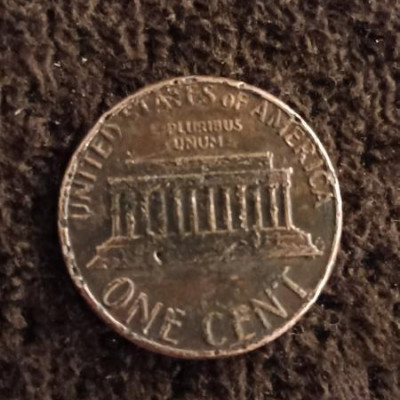 UNITED STATES OF AMERICA
E PLURIBUS
UNUM
ONE CENT